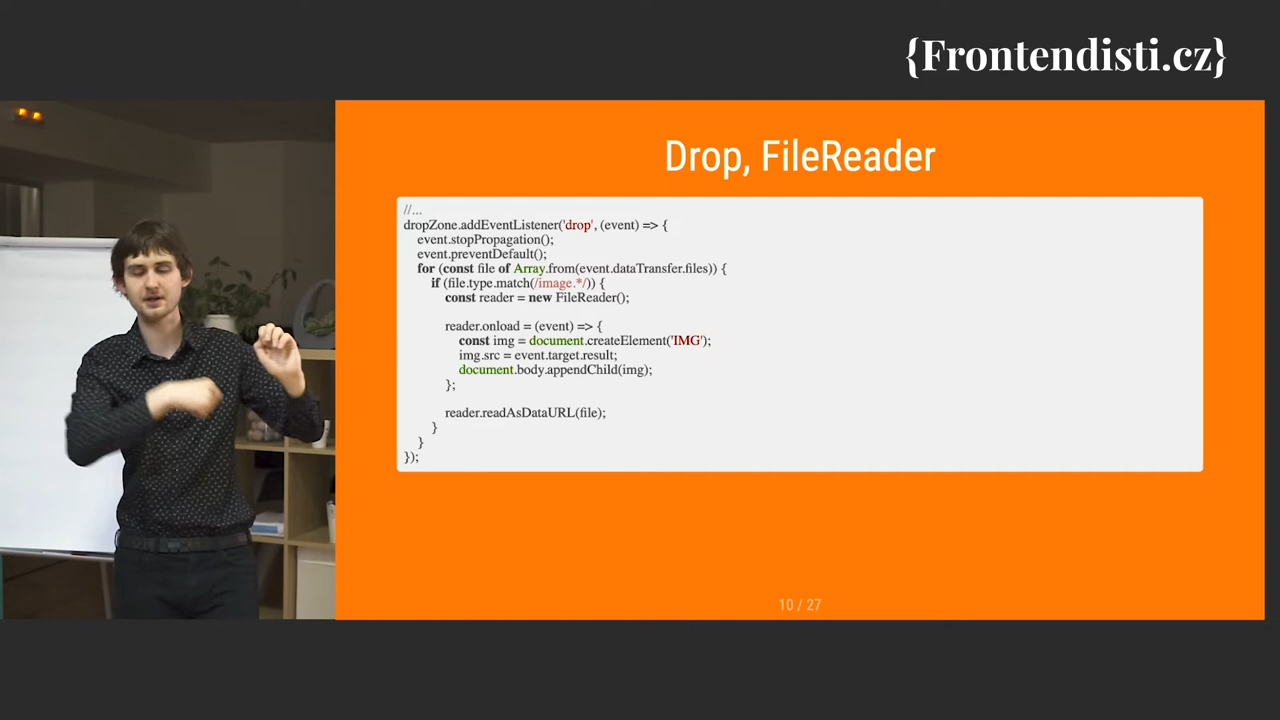 {Frontendisti.cz}
Drop, FileReader
//...
dropZone.addEventListener('drop', (event) => {
event.stopPropagation();
event.preventDefault();
for (const file of Array.from(event.dataTransfer.files)) {
if (file.type.match(/image.*/)) {
const reader = new FileReader();
reader.onload = (event) => {
const img = document.createElement('IMG');
img.src = event.target.result;
document.body.appendChild(img);
};
reader.readAsDataURL(file);
}
}
});
10 / 27